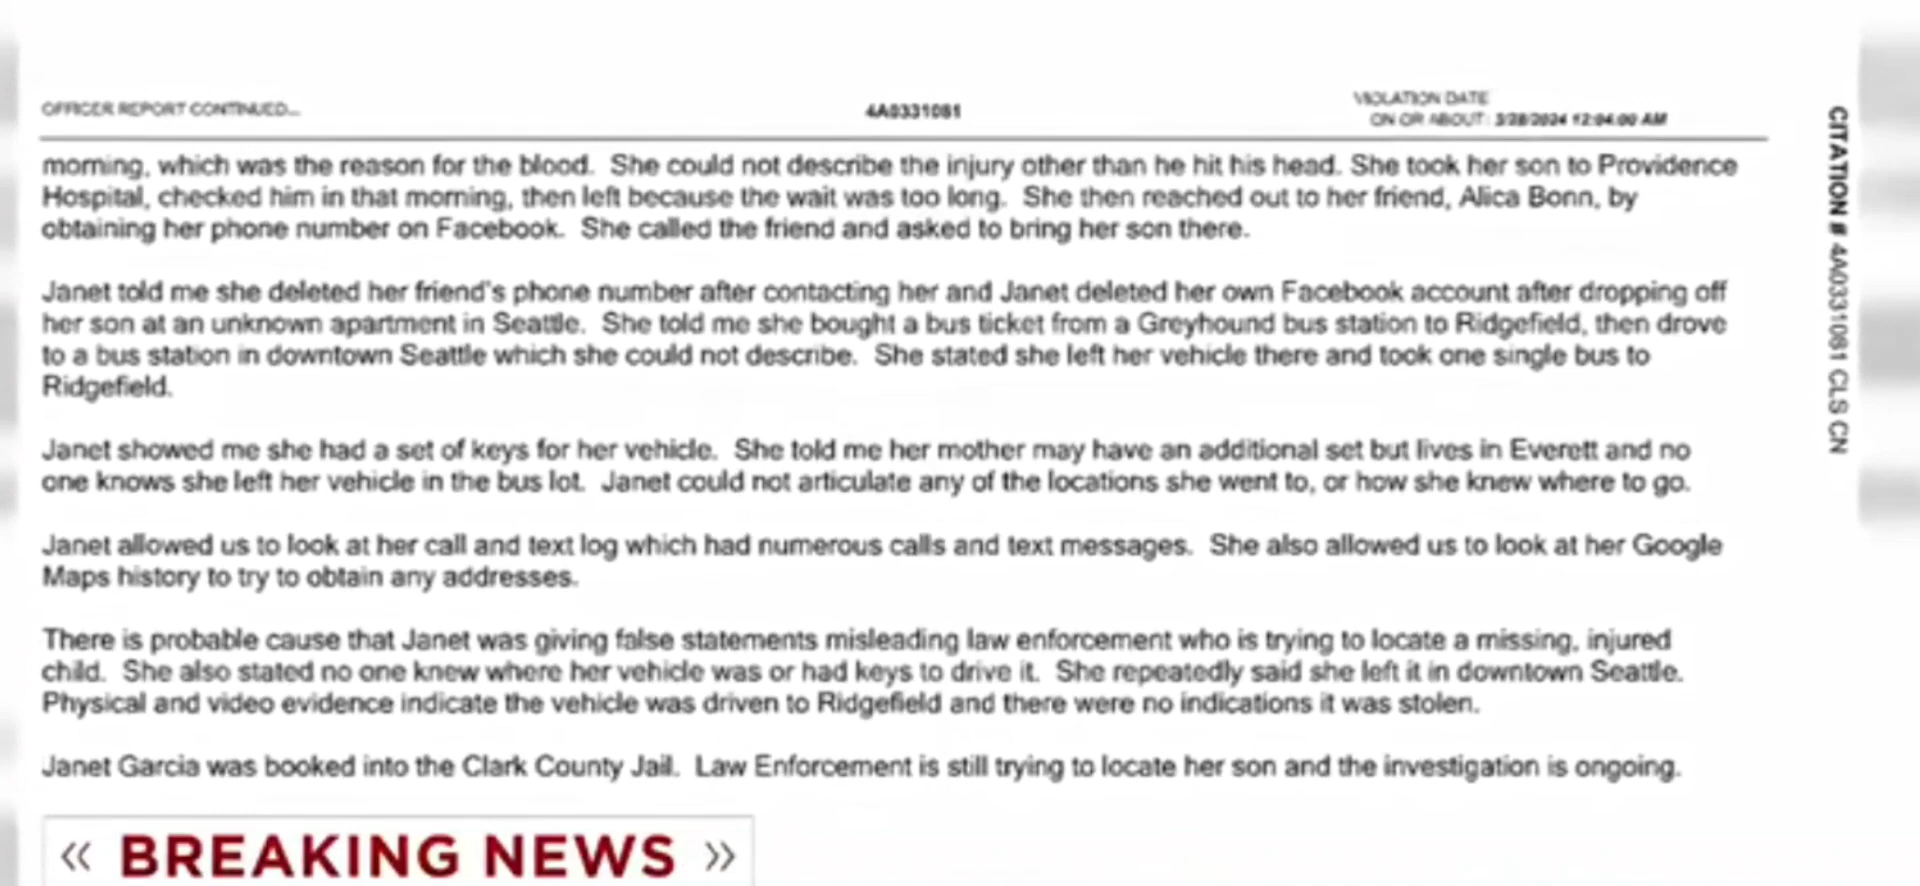 OFFICER REPORT CONTINUED...
4A0331081
VIOLATION DATE
ON OR ABOUT: 3/28/2024 12:04:00 AM
morning, which was the reason for the blood. She could not describe the injury other than he hit his head. She took her son to Providence
Hospital, checked him in that morning, then left because the wait was too long. She then reached out to her friend, Alica Bonn, by
obtaining her phone number on Facebook. She called the friend and asked to bring her son there.
Janet told me she deleted her friend's phone number after contacting her and Janet deleted her own Facebook account after dropping off
her son at an unknown apartment in Seattle. She told me she bought a bus ticket from a Greyhound bus station to Ridgefield, then drove
to a bus station in downtown Seattle which she could not describe. She stated she left her vehicle there and took one single bus to
Ridgefield.
Janet showed me she had a set of keys for her vehicle. She told me her mother may have an additional set but lives in Everett and no
one knows she left her vehicle in the bus lot. Janet could not articulate any of the locations she went to, or how she knew where to go.
Janet allowed us to look at her call and text log which had numerous calls and text messages. She also allowed us to look at her Google
Maps history to try to obtain any addresses.
There is probable cause that Janet was giving false statements misleading law enforcement who is trying to locate a missing, injured
child. She also stated no one knew where her vehicle was or had keys to drive it. She repeatedly said she left it in downtown Seattle.
Physical and video evidence indicate the vehicle was driven to Ridgefield and there were no indications it was stolen.
Janet Garcia was booked into the Clark County Jail. Law Enforcement is still trying to locate her son and the investigation is ongoing.
CITATION # 4A0331081 CLS CN
« BREAKING NEWS »